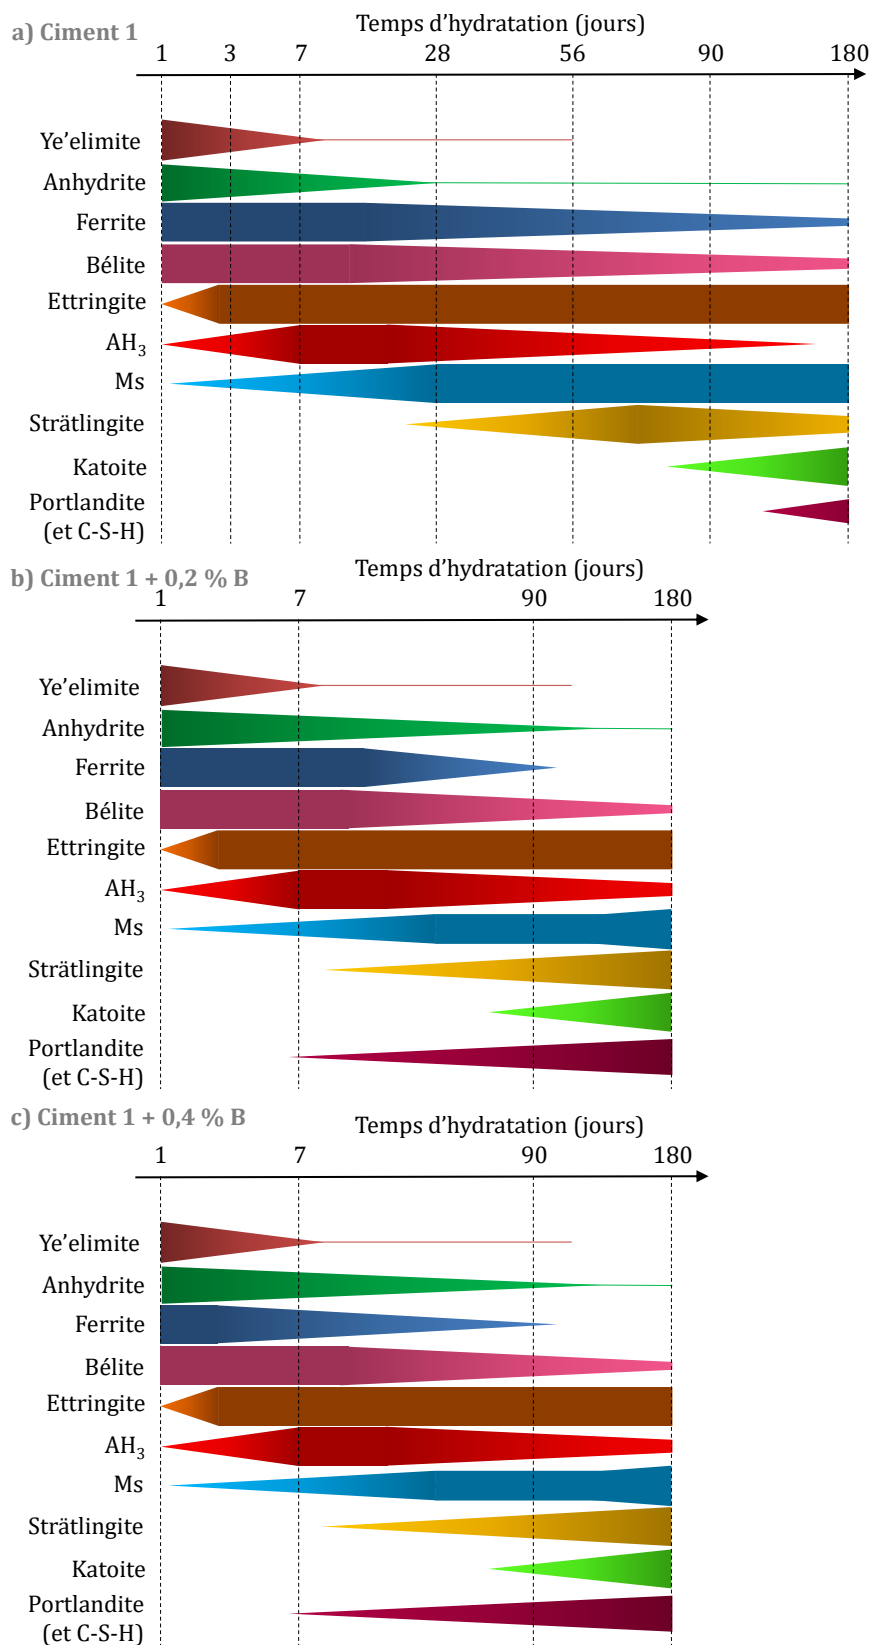 a) Ciment 1
Temps d’hydratation (jours)
1 3 7 28 56 90 180
Ye’elimite
Anhydrite
Ferrite
Bélite
Ettringite
AH3
Ms
Strätlingite
Katoite
Portlandite
(et C-S-H)
b) Ciment 1 + 0,2 % B
Temps d’hydratation (jours)
1 7 90 180
Ye’elimite
Anhydrite
Ferrite
Bélite
Ettringite
AH3
Ms
Strätlingite
Katoite
Portlandite
(et C-S-H)
c) Ciment 1 + 0,4 % B
Temps d’hydratation (jours)
1 7 90 180
Ye’elimite
Anhydrite
Ferrite
Bélite
Ettringite
AH3
Ms
Strätlingite
Katoite
Portlandite
(et C-S-H)